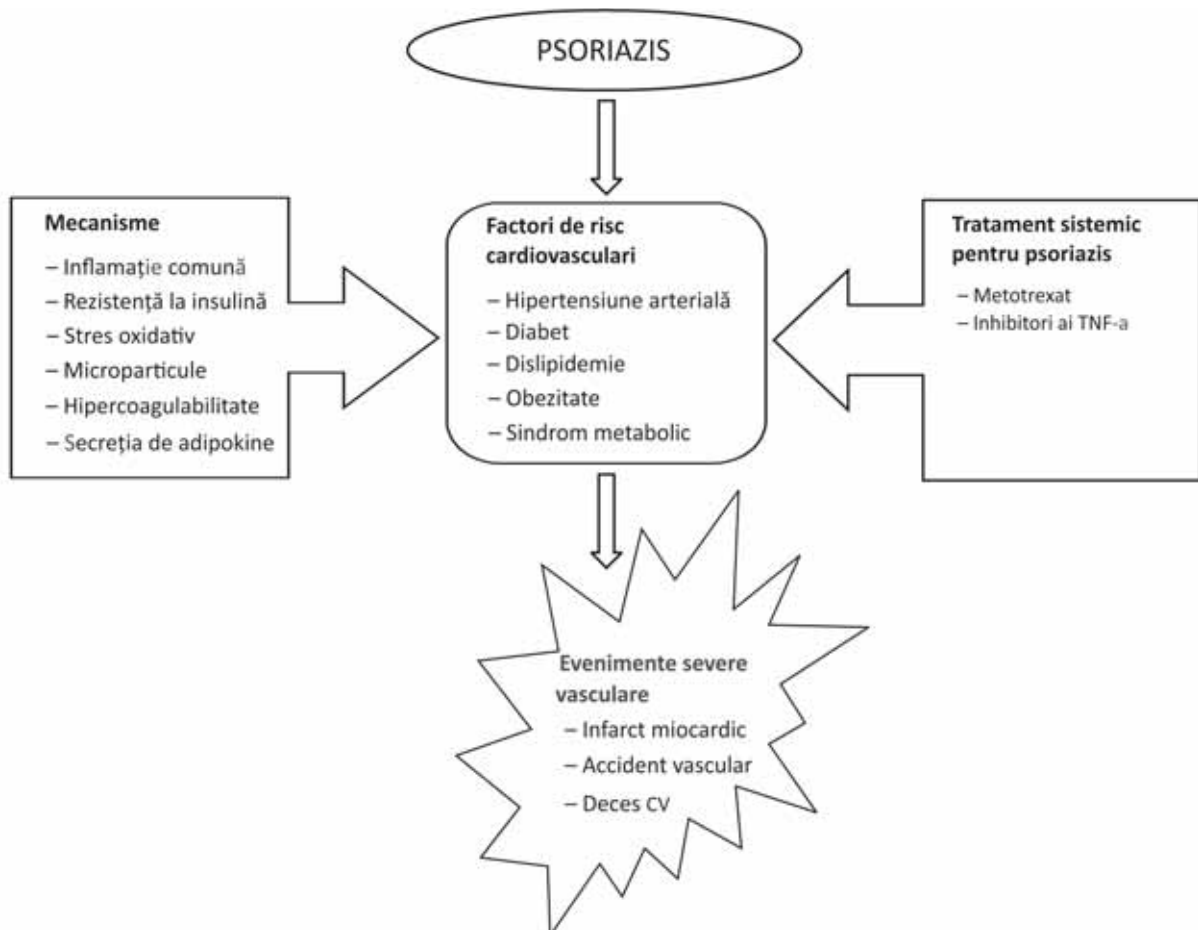 PSORIAZIS
Mecanisme
– Inflamație comună
– Rezistență la insulină
– Stres oxidativ
– Microparticule
– Hipercoagulabilitate
– Secreția de adipokine
Factori de risc
cardiovasculari
– Hipertensiune arterială
– Diabet
– Dislipidemie
– Obezitate
– Sindrom metabolic
Tratament sistemic
pentru psoriazis
– Metotrexat
– Inhibitori ai TNF-a
Evenimente severe
vasculare
– Infarct miocardic
– Accident vascular
– Deces CV